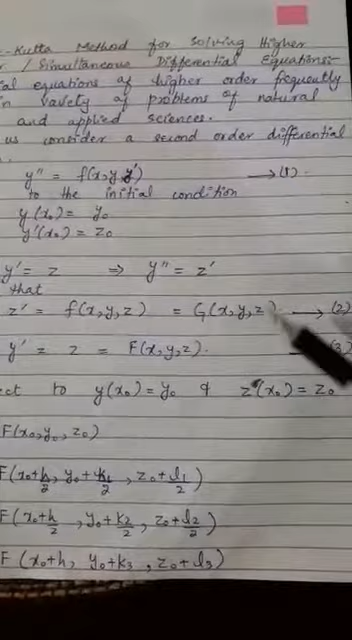 -Kutta Method for Solving Higher
/ Simultaneous Differential Equations:-
ial equations of higher order frequently
in vavety of problems of natural
and applied sciences.
us consider a second order differential
y'' = f(x,y,y') → (1).
to the initial condition
y(x₀) = y₀
y'(x₀) = z₀
y' = z ⇒ y'' = z'
that
z' = f(x,y,z) = G(x,y,z) → (2)
y' = z = F(x,y,z). (3)
ect to y(x₀) = y₀ & z(x₀) = z₀
F(x₀,y₀,z₀)
F(x₀+h/2, y₀+k₁/2, z₀+l₁/2)
F(x₀+h/2, y₀+k₂/2, z₀+l₂/2)
F(x₀+h, y₀+k₃, z₀+l₃)